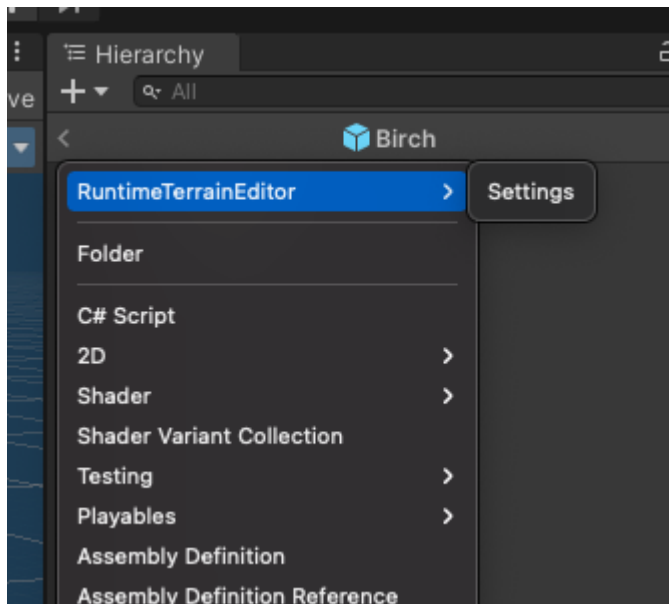 Hierarchy
ve
All
Birch
RuntimeTerrainEditor
Settings
Folder
C# Script
2D
Shader
Shader Variant Collection
Testing
Playables
Assembly Definition
Assembly Definition Reference